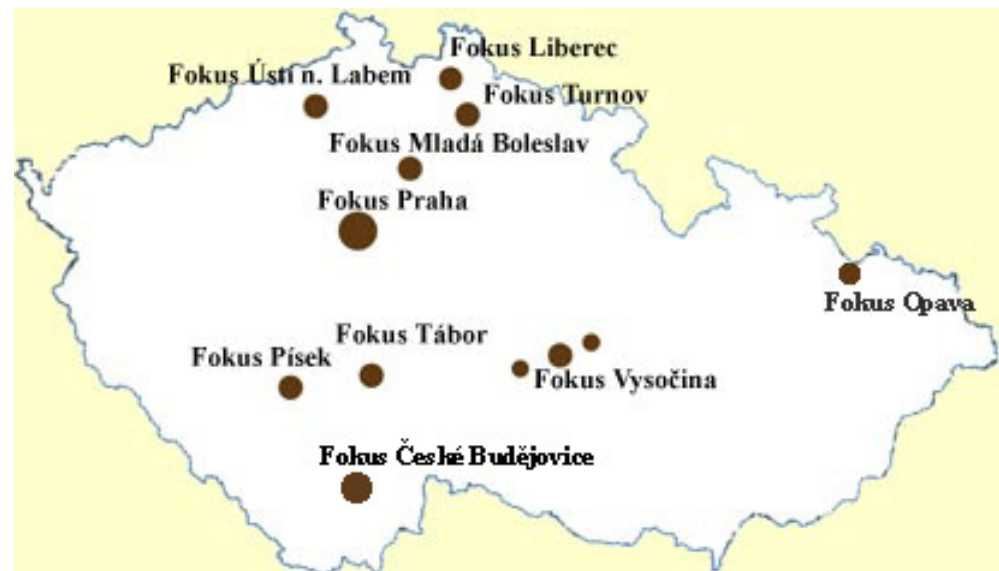 Fokus Liberec
Fokus Ústí n. Labem
Fokus Turnov
Fokus Mladá Boleslav
Fokus Praha
Fokus Opava
Fokus Tábor
Fokus Písek
Fokus Vysočina
Fokus České Budějovice